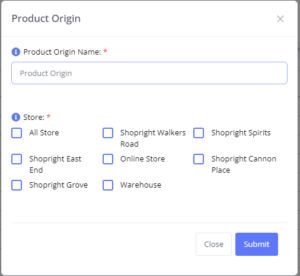 Product Origin
Product Origin Name: *
Product Origin
Store: *
All Store
Shopright Walkers
Road
Shopright Spirits
Shopright East
End
Online Store
Shopright Cannon
Place
Shopright Grove
Warehouse
Close
Submit